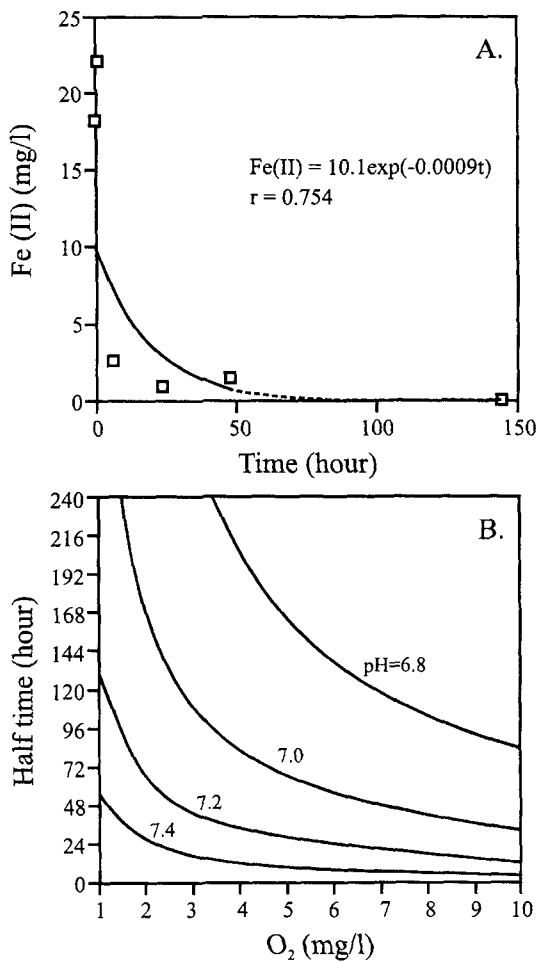 A.
25
20
15
10
5
0
Fe (II) (mg/l)
Fe(II) = 10.1exp(-0.0009t)
r = 0.754
0 50 100 150
Time (hour)
B.
240
216
192
168
144
120
96
72
48
24
0
Half time (hour)
pH=6.8
7.0
7.2
7.4
1 2 3 4 5 6 7 8 9 10
O₂ (mg/l)